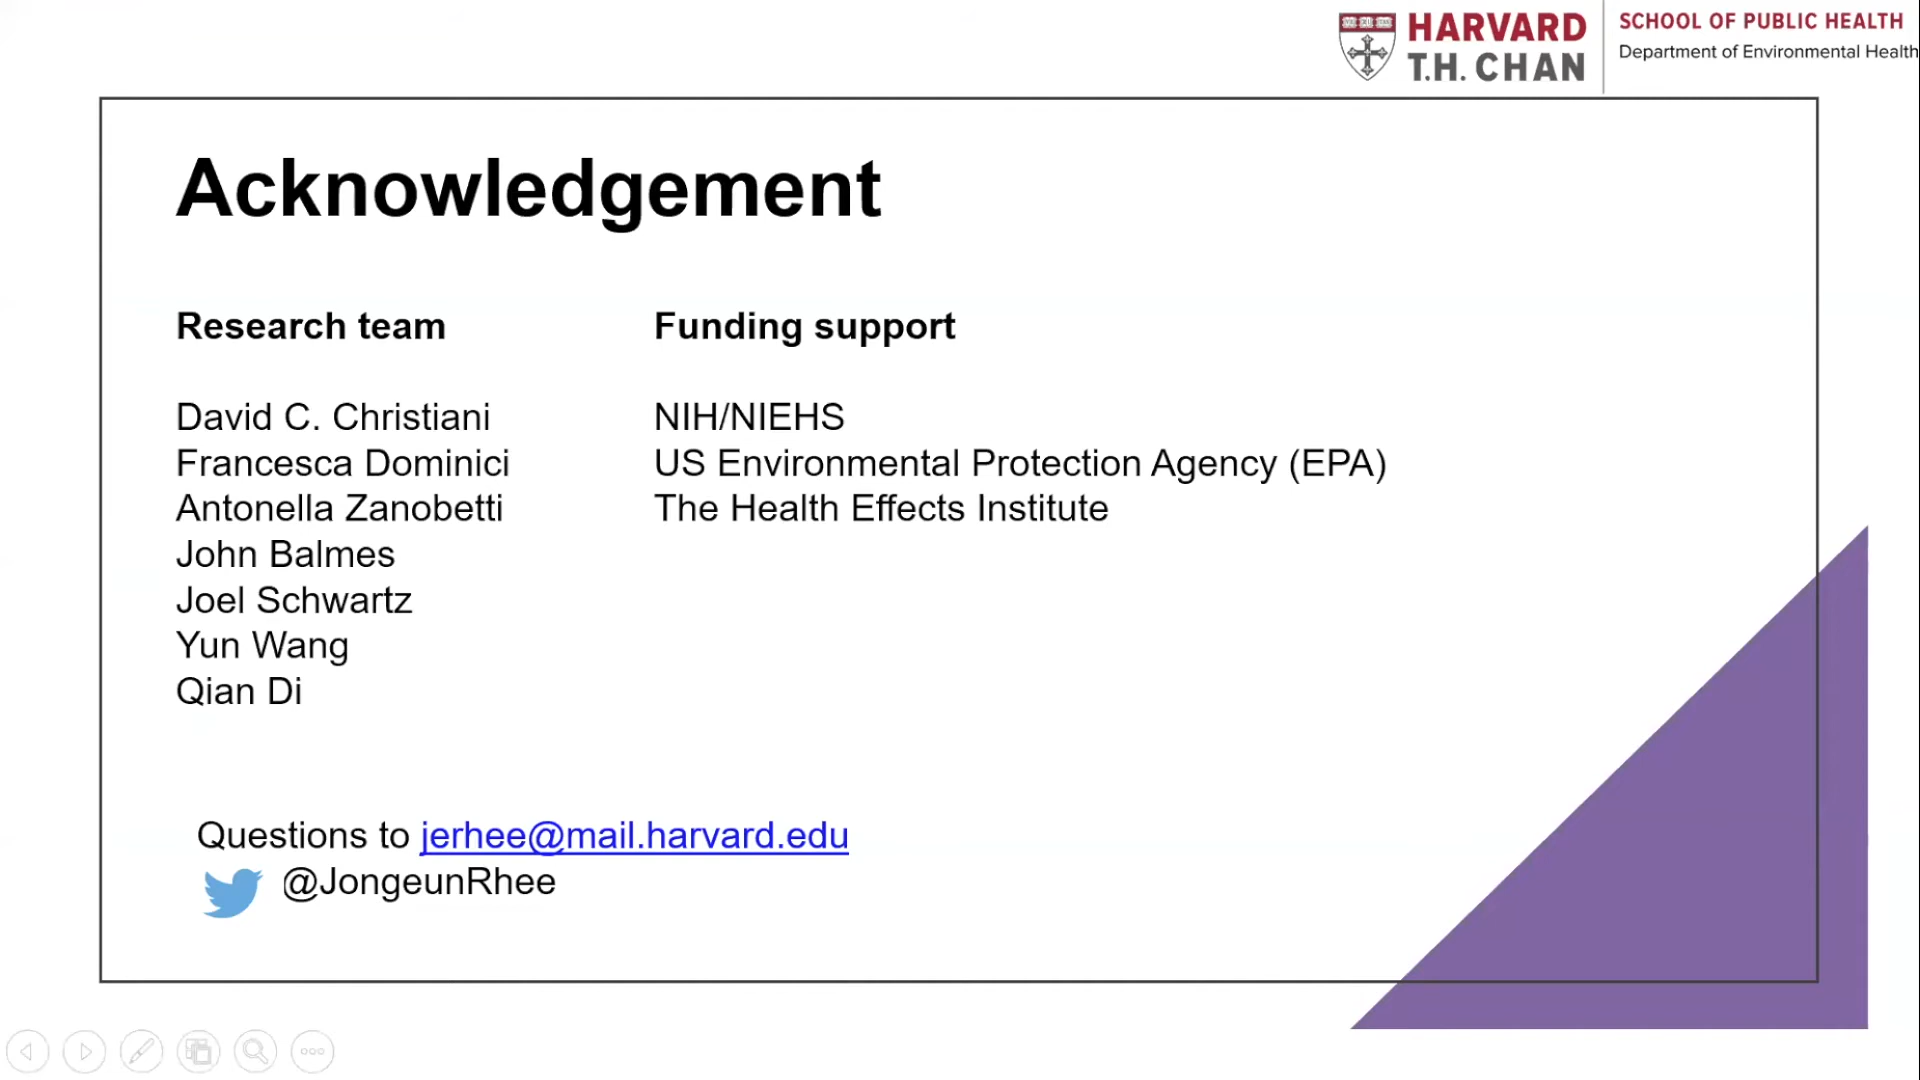 HARVARD
T.H. CHAN
SCHOOL OF PUBLIC HEALTH
Department of Environmental Health
Acknowledgement
Research team
David C. Christiani
Francesca Dominici
Antonella Zanobetti
John Balmes
Joel Schwartz
Yun Wang
Qian Di
Funding support
NIH/NIEHS
US Environmental Protection Agency (EPA)
The Health Effects Institute
Questions to jerhee@mail.harvard.edu
@JongeunRhee